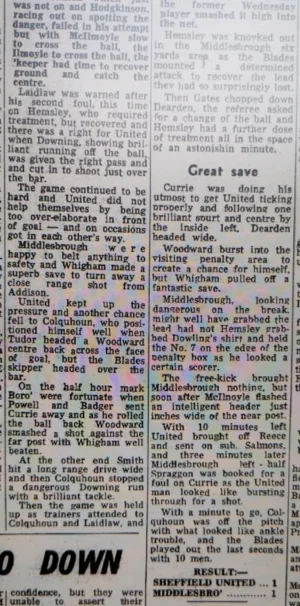 was not on and Hodgkinson,
racing out on spotting the
danger, failed in his attempt
but with McIlmoyle slow
to cross the ball, the
Ilmoyle to cross the ball, the
'keeper had time to recover
ground and catch the
centre.
Laidlaw was warned after
his second foul, this time
on Hemsley, who required
treatment, but recovered and
there was a right for United
when Downing, showing bril-
liant running off the ball,
was given the right pass and
and cut in to shoot just over
the bar.
The game continued to be
hard and United did not
help themselves by being
too over-elaborate in front
of goal — and on occasions
got in each other's way.
Middlesbrough were
happy to belt anything to
safety and Whigham made a
superb save to turn away a
close range shot from
Addison.
United kept up the
pressure and another chance
fell to Colquhoun, who posi-
tioned himself well when
Tudor headed a Woodward
centre back across the face
of goal, but the Blades
skipper headed over the
bar.
On the half hour mark
Boro' were fortunate when
Powell and Badger sent
Currie away and as he rolled
the ball back Woodward
smashed a shot against the
far post with Whigham well
beaten.
At the other end Smith
hit a long range drive wide
and then Colquhoun stopped
a dangerous Downing run
with a brilliant tackle.
Then the game was held
up as trainers attended to
Colquhoun and Laidlaw, and
O DOWN
confidence, but they were
unable to assert their
the former Wednesday
player smashed it high into
the net.
Hemsley was knocked out
in the Middlesbrough six
yards area as the Blades
mounted a determined
attack to recover the lead
they had so surprisingly lost.
Then Gates chopped down
Dearden, the referee asked
for a change of the ball and
Hemsley had a further dose
of treatment all in the space
of an astonishin minute.
Great save
Currie was doing his
utmost to get United ticking
properly and following one
brilliant spurt and centre by
the inside left, Dearden
headed wide.
Woodward burst into the
visiting penalty area to
create a chance for himself,
but Whigham pulled off a
fantastic save.
Middlesbrough, looking
dangerous on the break
might well have grabbed the
lead had not Hemsley grab-
bed Dowling's shirt and held
the No. 7 on the edge of the
penalty box as he looked a
certain scorer.
The free-kick brought
Middlesbrough nothing, but
soon after McIlnoyle flashed
an intelligent header just
inches wide of the near post.
With 10 minutes left
United brought off Reece
and sent on sub. Salmons,
and three minutes later
Middlesbrough left-half
Spraggon was booked for a
foul on Currie as the United
man looked like bursting
through for a shot.
With a minute to go, Col-
quhoun was off the pitch
with what looked like ankle
trouble, and the Blades
played out the last seconds
with 10 men.
RESULT:—
SHEFFIELD UNITED ... 1
MIDDLESBRO' ............ 1